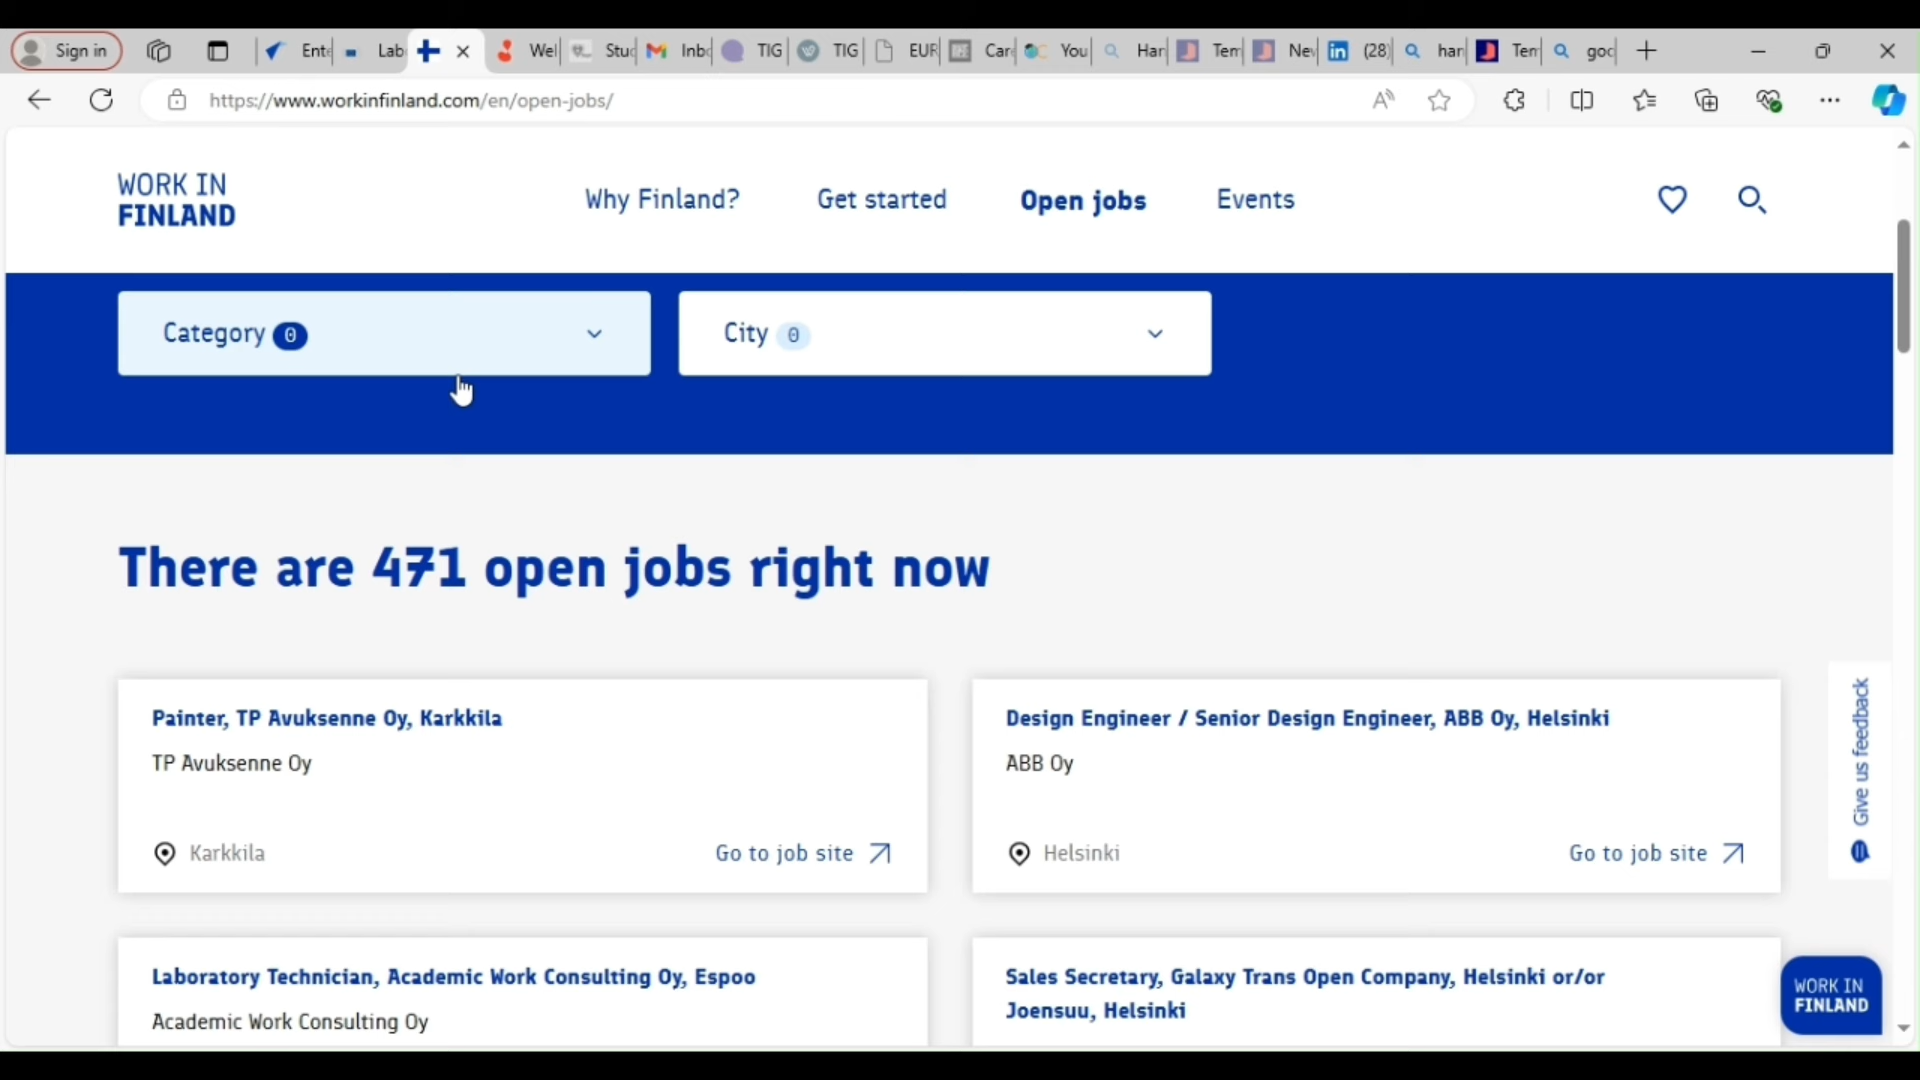 Sign in
Ente
Lab
Wel
Stud
Inbo
TIG
TIG
EUR
Care
You
Har
Tem
Nev
(28)
har
Tem
goo
https://www.workinfinland.com/en/open-jobs/
WORK IN
FINLAND
Why Finland?
Get started
Open jobs
Events
Category 0
City 0
There are 471 open jobs right now
Painter, TP Avuksenne Oy, Karkkila
TP Avuksenne Oy
Karkkila
Go to job site
Design Engineer / Senior Design Engineer, ABB Oy, Helsinki
ABB Oy
Helsinki
Go to job site
Give us feedback
Laboratory Technician, Academic Work Consulting Oy, Espoo
Academic Work Consulting Oy
Sales Secretary, Galaxy Trans Open Company, Helsinki or/or
Joensuu, Helsinki
WORK IN
FINLAND